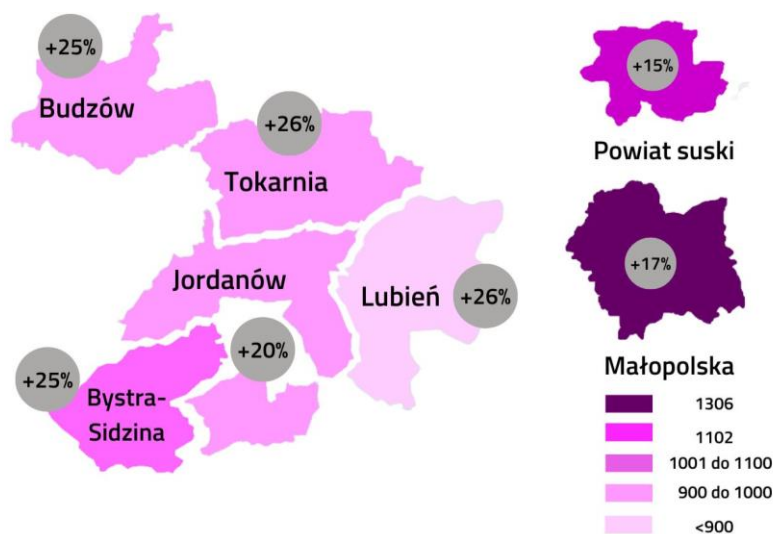 +25%
Budzów
+26%
Tokarnia
Jordanów
Lubień
+26%
+20%
+25%
Bystra-
Sidzina
+15%
Powiat suski
+17%
Małopolska
1306
1102
1001 do 1100
900 do 1000
<900